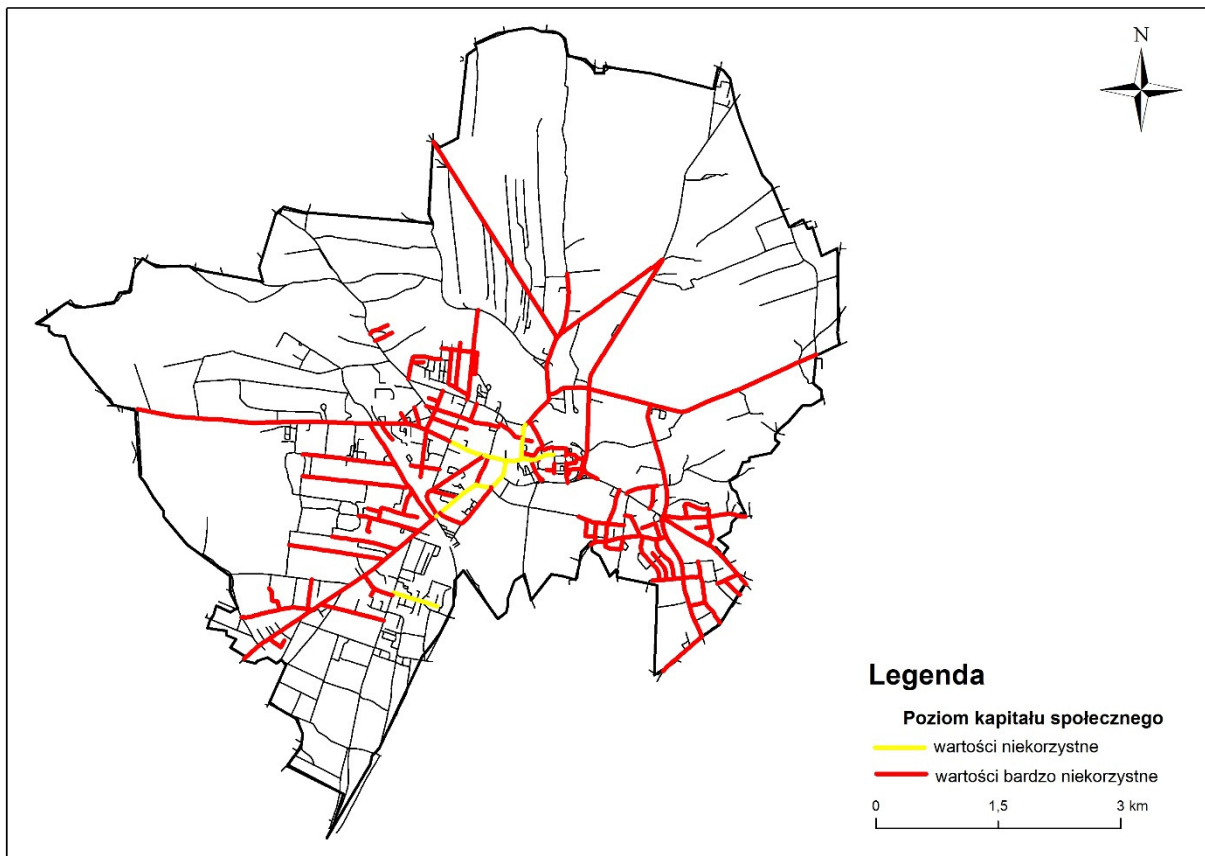 N
Legenda
Poziom kapitału społecznego
wartości niekorzystne
wartości bardzo niekorzystne
0 1,5 3 km